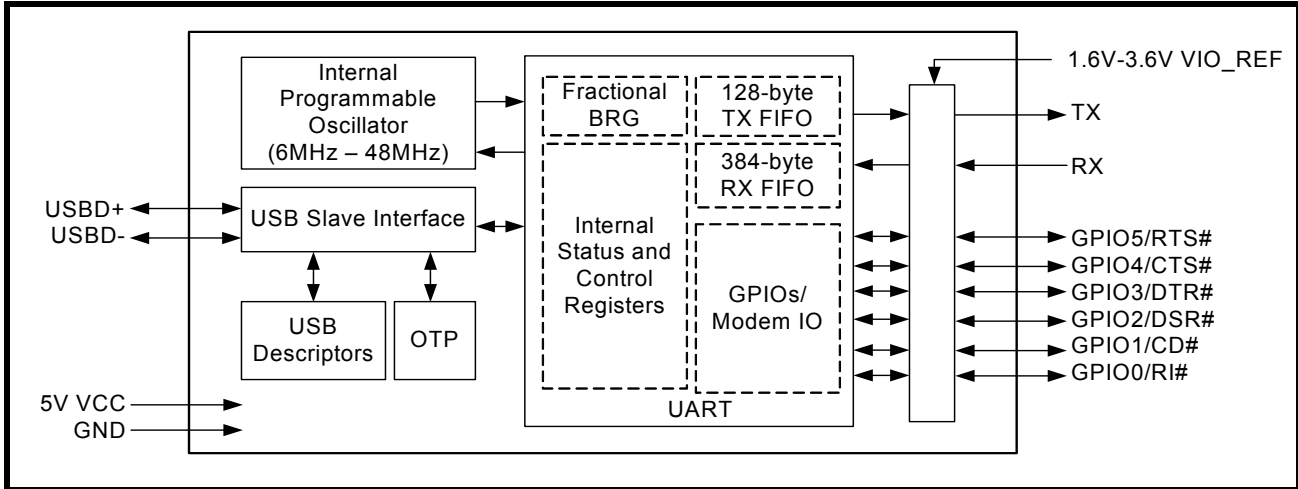 Internal
Programmable
Oscillator
(6MHz – 48MHz)
USBD+
USBD-
USB Slave Interface
USB
Descriptors
OTP
5V VCC
GND
Fractional
BRG
128-byte
TX FIFO
384-byte
RX FIFO
Internal
Status and
Control
Registers
GPIOs/
Modem IO
UART
1.6V-3.6V VIO_REF
TX
RX
GPIO5/RTS#
GPIO4/CTS#
GPIO3/DTR#
GPIO2/DSR#
GPIO1/CD#
GPIO0/RI#